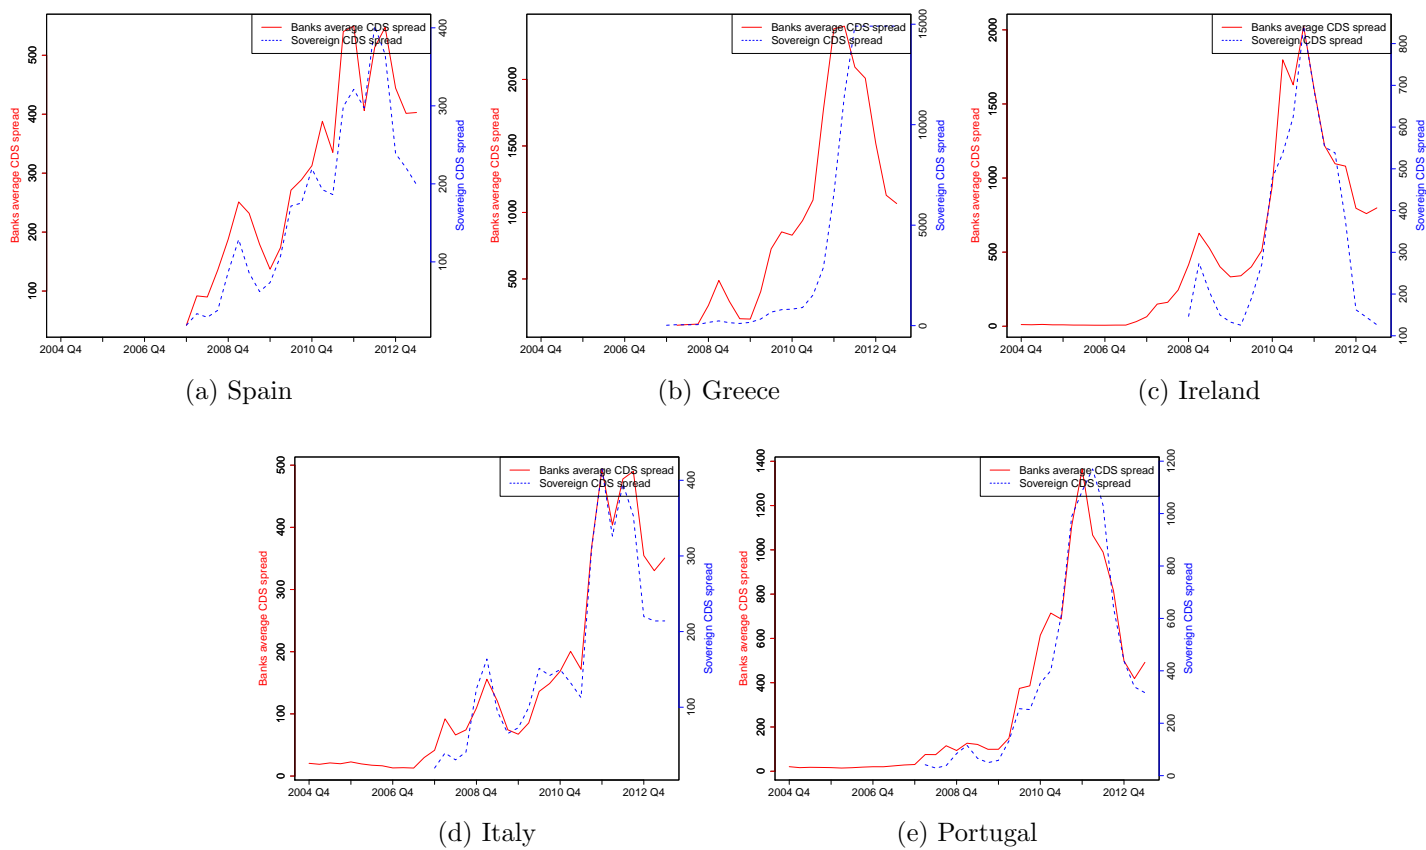 Banks average CDS spread
Sovereign CDS spread
Banks average CDS spread
100 200 300 400 500
Sovereign CDS spread
100 200 300 400
2004 Q4 2006 Q4 2008 Q4 2010 Q4 2012 Q4
(a) Spain
Banks average CDS spread
Sovereign CDS spread
Banks average CDS spread
500 1000 1500 2000
Sovereign CDS spread
0 5000 10000 15000
2004 Q4 2006 Q4 2008 Q4 2010 Q4 2012 Q4
(b) Greece
Banks average CDS spread
Sovereign CDS spread
Banks average CDS spread
0 500 1000 1500 2000
Sovereign CDS spread
100 200 300 400 500 600 700 800
2004 Q4 2006 Q4 2008 Q4 2010 Q4 2012 Q4
(c) Ireland
Banks average CDS spread
Sovereign CDS spread
Banks average CDS spread
0 100 200 300 400 500
Sovereign CDS spread
100 200 300 400
2004 Q4 2006 Q4 2008 Q4 2010 Q4 2012 Q4
(d) Italy
Banks average CDS spread
Sovereign CDS spread
Banks average CDS spread
0 200 400 600 800 1000 1200 1400
Sovereign CDS spread
0 200 400 600 800 1000 1200
2004 Q4 2006 Q4 2008 Q4 2010 Q4 2012 Q4
(e) Portugal